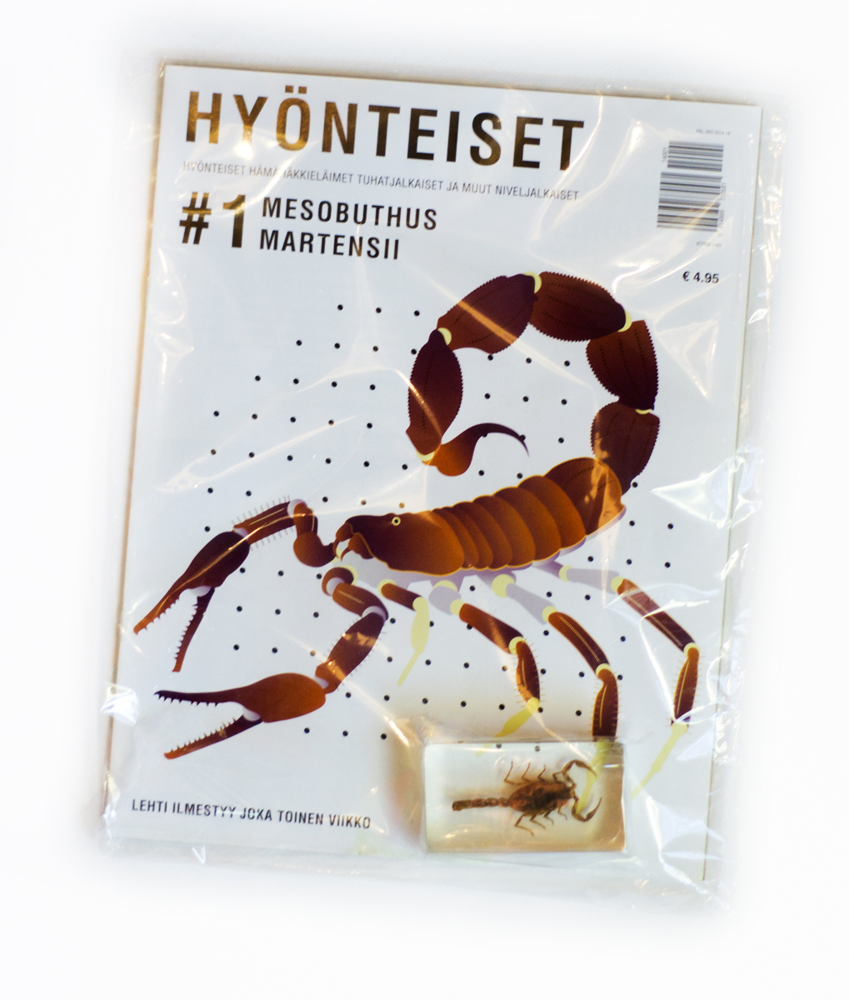 HYÖNTEISET
HYÖNTEISET HÄMÄHÄKKIELÄIMET TUHATJALKAISET JA MUUT NIVELJALKAISET
#1 MESOBUTHUS
MARTENSII
€ 4.95
LEHTI ILMESTYY JOKA TOINEN VIIKKO